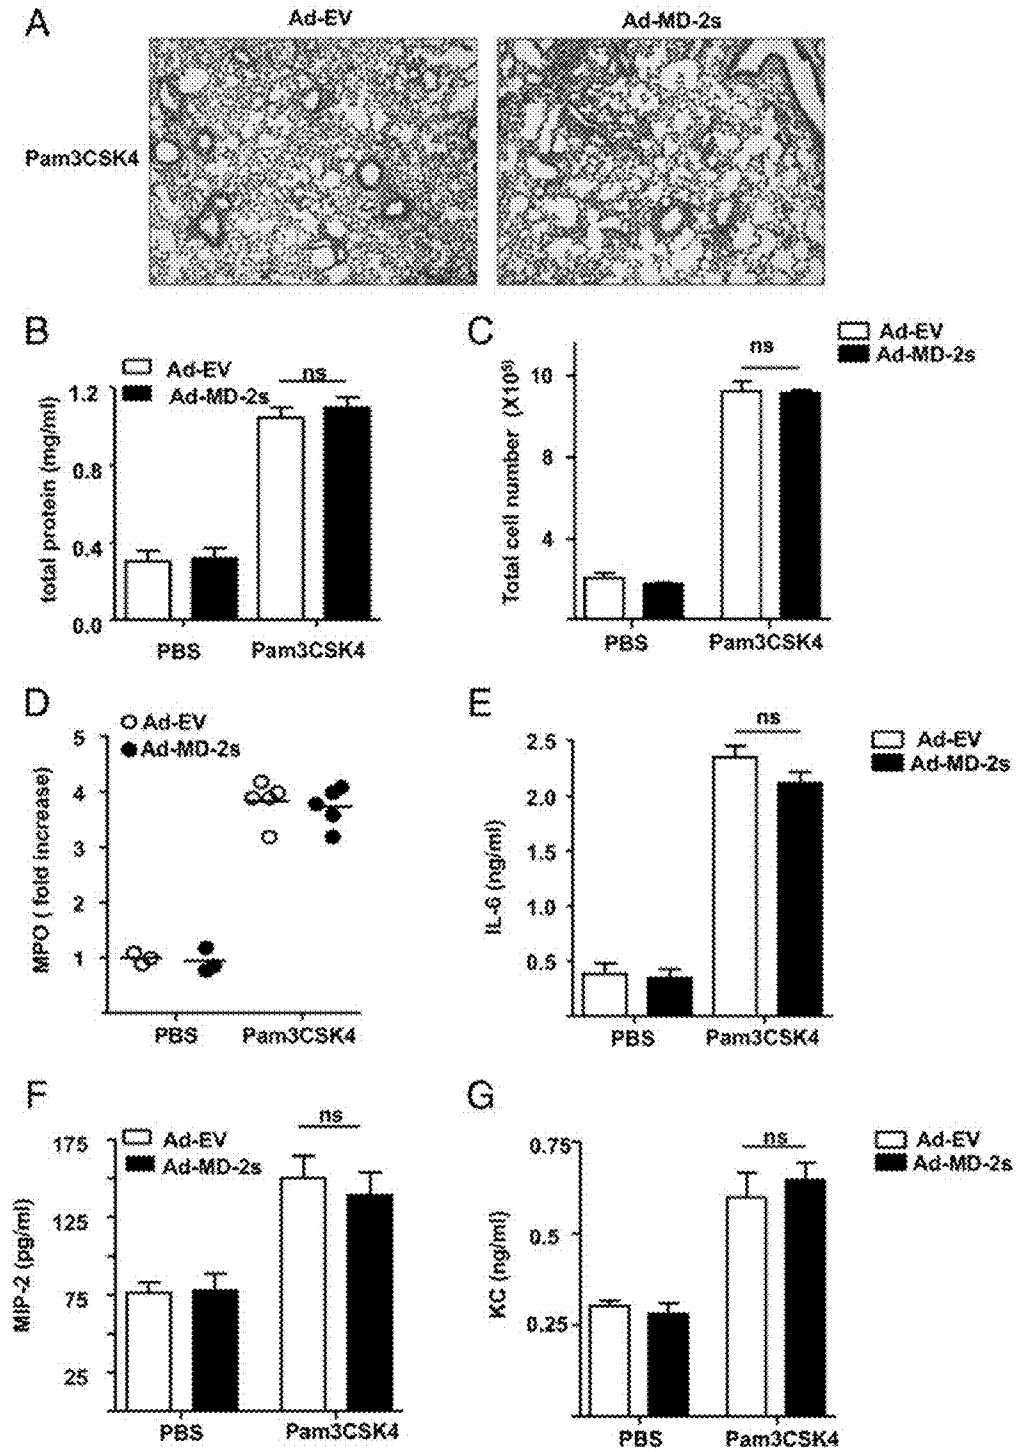 A
Ad-EV
Ad-MD-2s
Pam3CSK4
B
Ad-EV
Ad-MD-2s
ns
total protein (mg/ml)
1.2
0.8
0.4
0.0
PBS
Pam3CSK4
C
Ad-EV
Ad-MD-2s
ns
Total cell number (X10⁶)
10
8
4
PBS
Pam3CSK4
D
Ad-EV
Ad-MD-2s
MPO ( fold increase)
5
4
3
2
1
PBS
Pam3CSK4
E
Ad-EV
Ad-MD-2s
ns
IL-6 (ng/ml)
2.5
2.0
1.5
1.0
0.5
PBS
Pam3CSK4
F
Ad-EV
Ad-MD-2s
ns
MIP-2 (pg/ml)
175
125
75
25
PBS
Pam3CSK4
G
Ad-EV
Ad-MD-2s
ns
KC (ng/ml)
0.75
0.5
0.25
PBS
Pam3CSK4